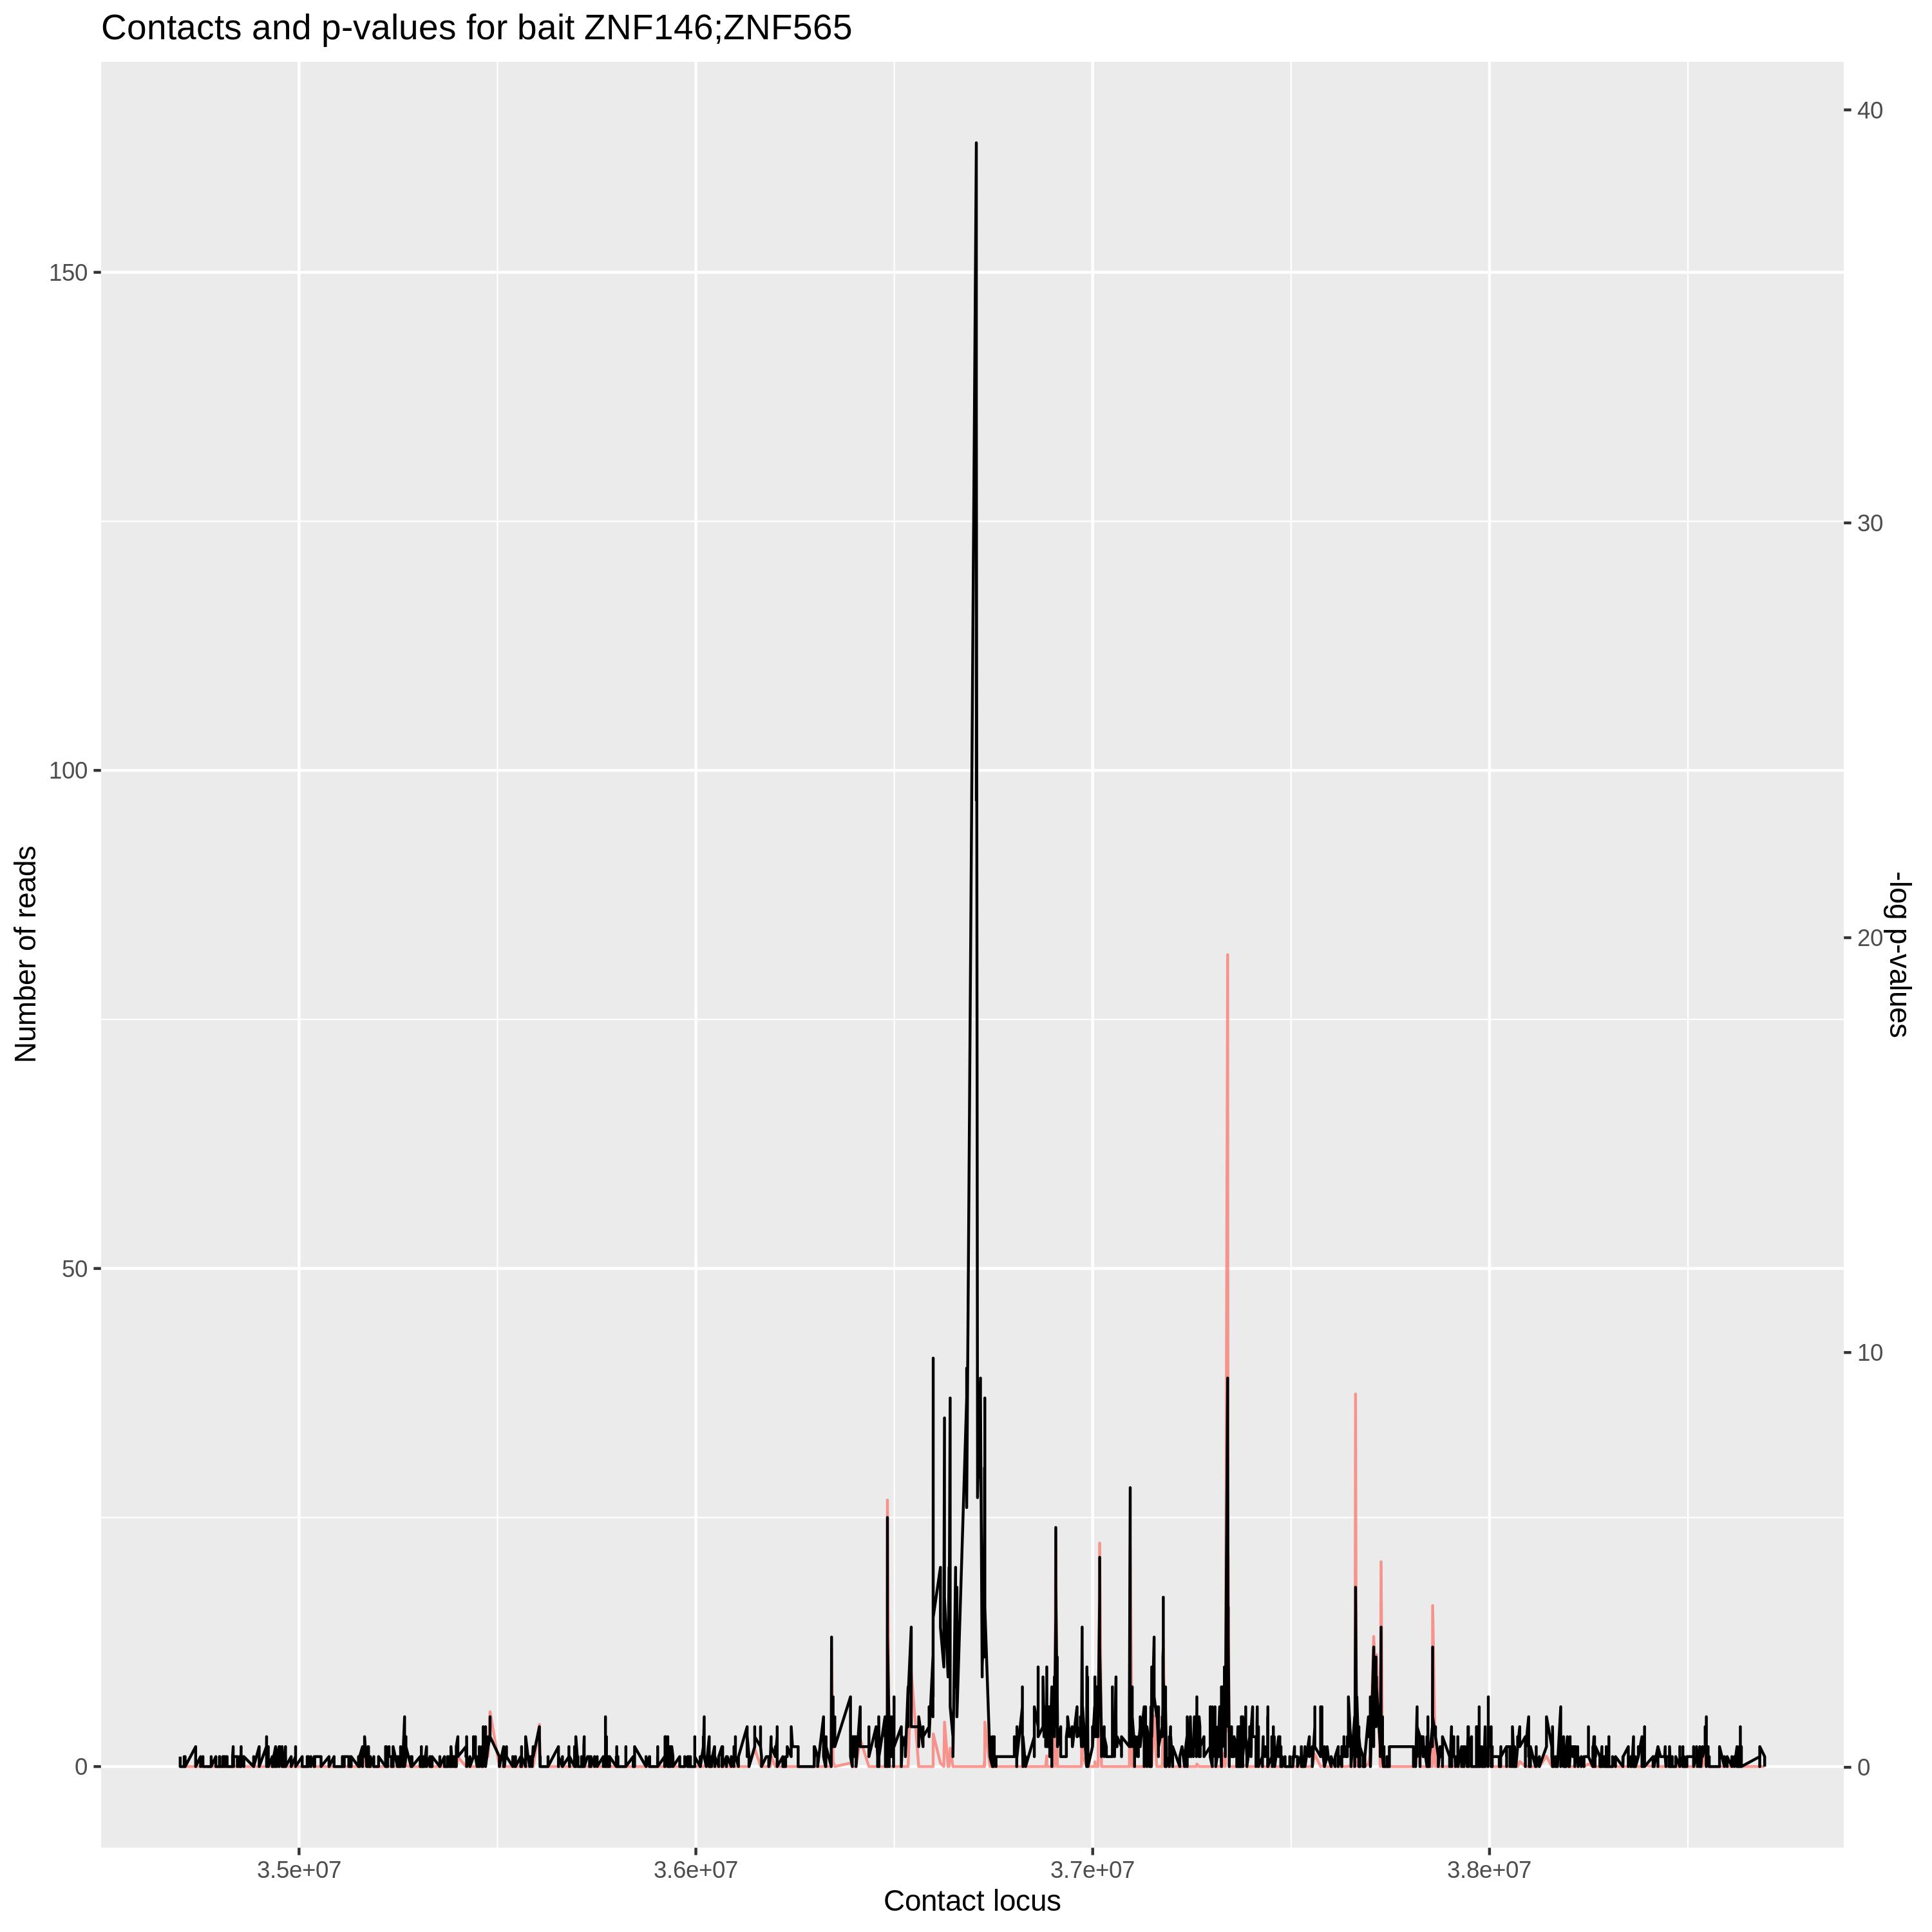 Contacts and p-values for bait ZNF146;ZNF565
Number of reads
150
100
50
0
40
30
20
10
0
-log p-values
3.5e+07 3.6e+07 3.7e+07 3.8e+07
Contact locus